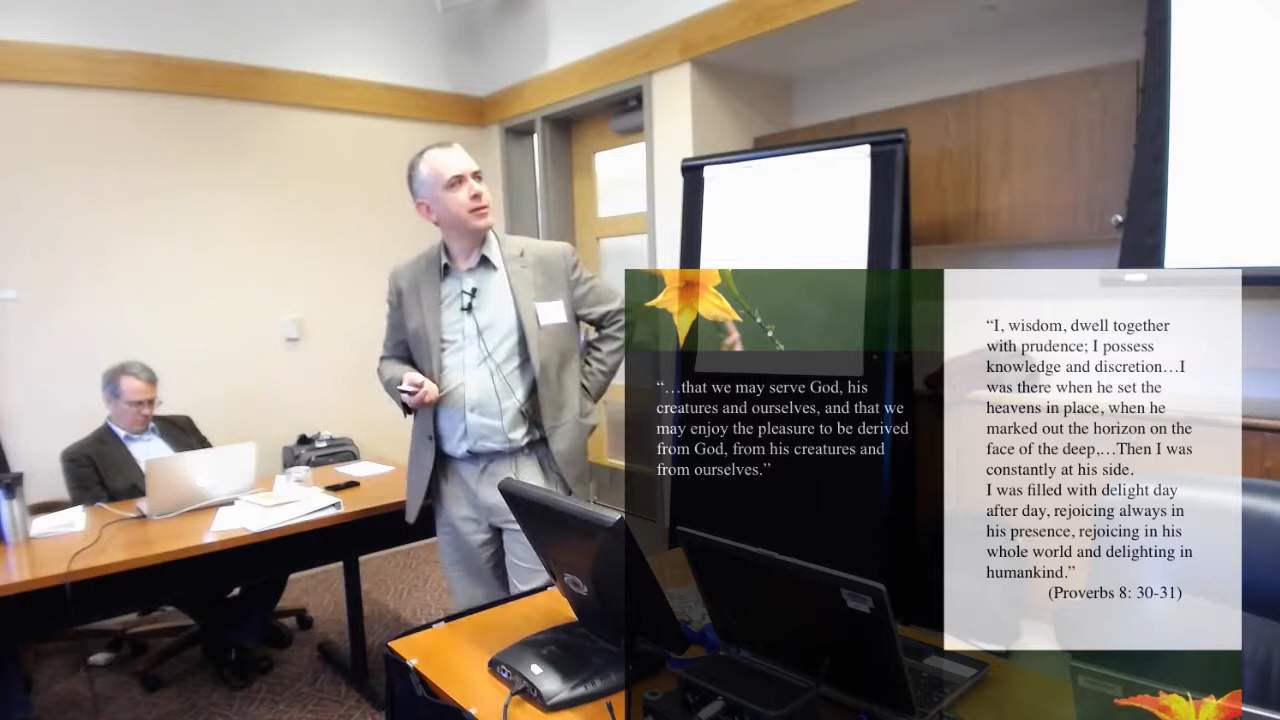 “…that we may serve God, his
creatures and ourselves, and that we
may enjoy the pleasure to be derived
from God, from his creatures and
from ourselves.”
“I, wisdom, dwell together
with prudence; I possess
knowledge and discretion…I
was there when he set the
heavens in place, when he
marked out the horizon on the
face of the deep,…Then I was
constantly at his side.
I was filled with delight day
after day, rejoicing always in
his presence, rejoicing in his
whole world and delighting in
humankind.”
(Proverbs 8: 30-31)